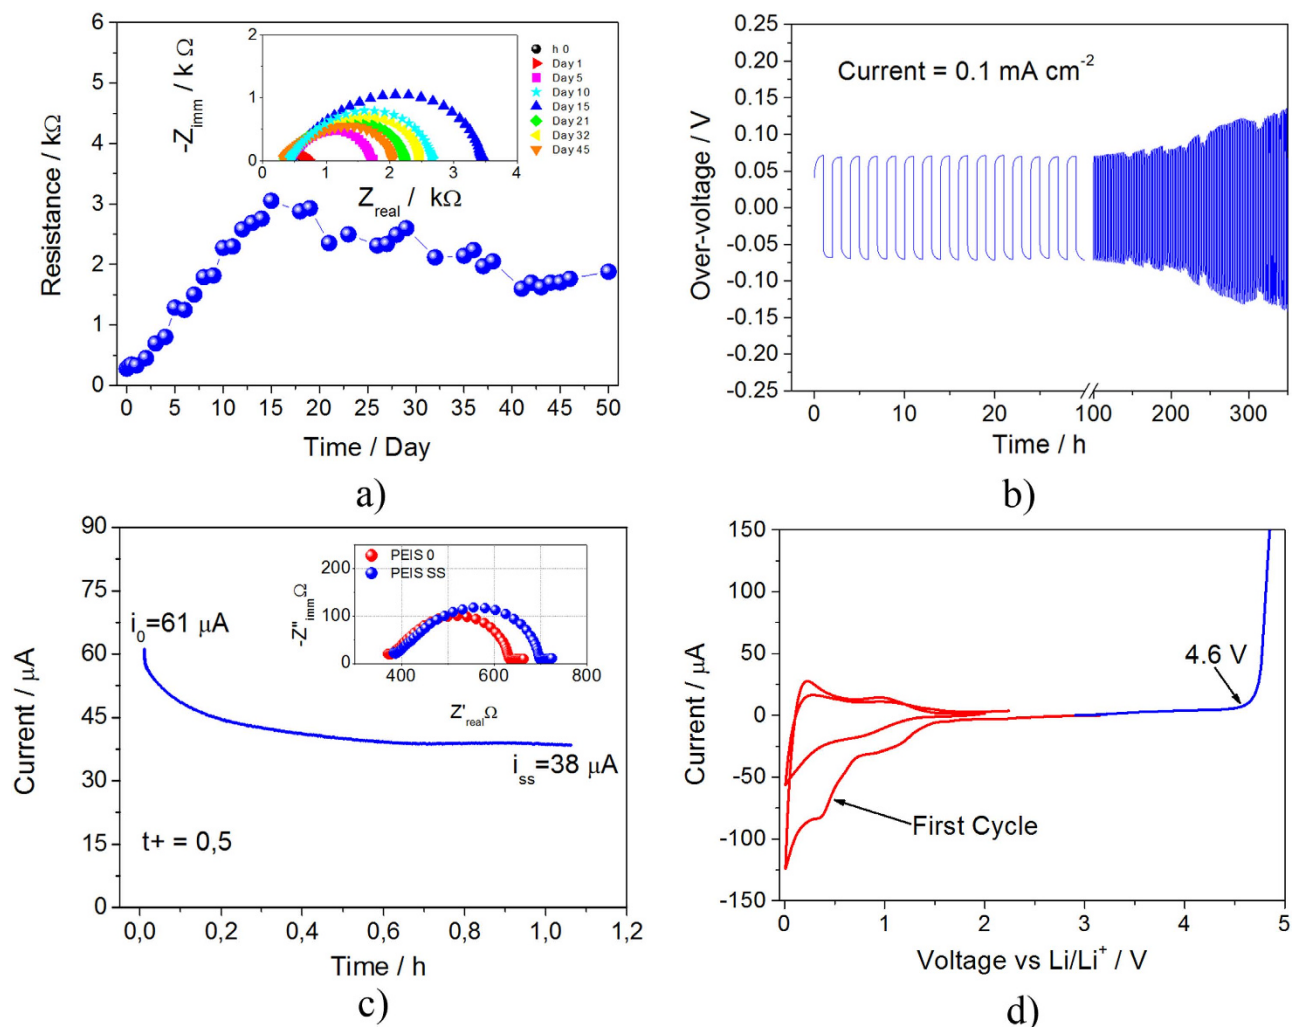 a)
Resistance / kΩ
6
5
4
3
2
1
0
0 5 10 15 20 25 30 35 40 45 50
Time / Day
-Z_imm / k Ω
2
1
0
0 1 2 3 4
Z_real / kΩ
h 0
Day 1
Day 5
Day 10
Day 15
Day 21
Day 32
Day 45
a)
b)
Over-voltage / V
0.25
0.20
0.15
0.10
0.05
0.00
-0.05
-0.10
-0.15
-0.20
-0.25
Current = 0.1 mA cm⁻²
0 10 20 100 200 300
Time / h
b)
Current / µA
90
75
60
45
30
15
0
i₀=61 µA
i_ss=38 µA
t+ = 0,5
0,0 0,2 0,4 0,6 0,8 1,0 1,2
Time / h
-Z"_imm Ω
200
100
0
PEIS 0
PEIS SS
400 600 800
Z'_real Ω
c)
Current / µA
150
100
50
0
-50
-100
-150
4.6 V
First Cycle
0 1 2 3 4 5
Voltage vs Li/Li⁺ / V
d)